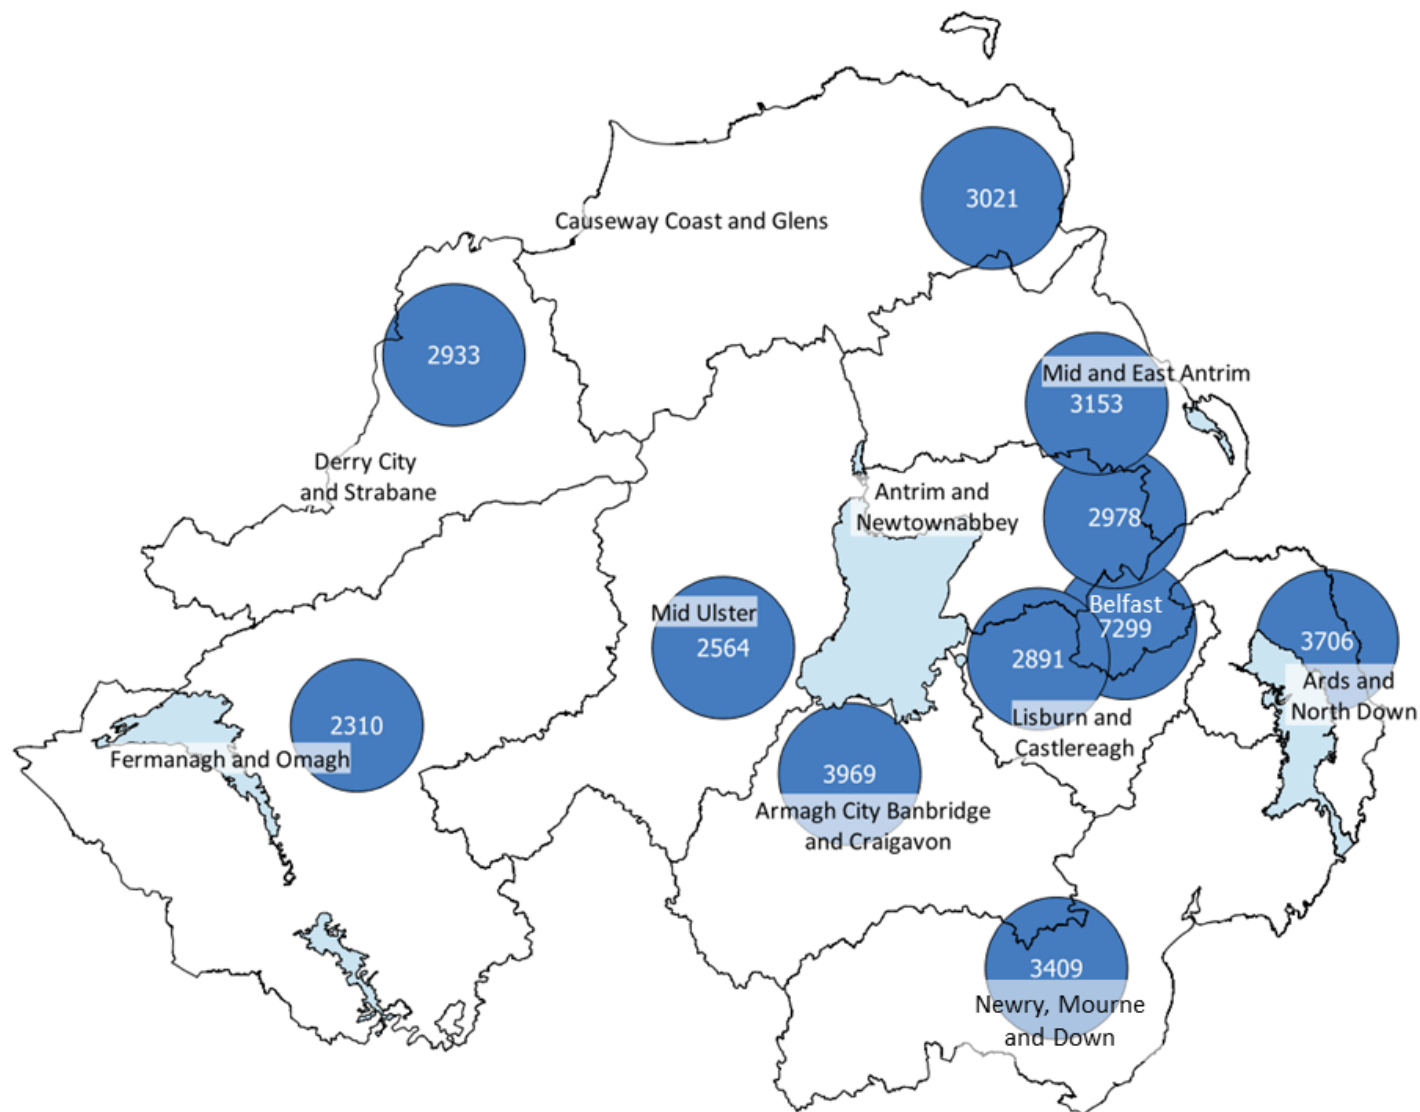 3021
Causeway Coast and Glens
2933
Mid and East Antrim
3153
Derry City
and Strabane
Antrim and
Newtownabbey
2978
Mid Ulster
2564
Belfast
7299
2891
Lisburn and
Castlereagh
3706
Ards and
North Down
2310
Fermanagh and Omagh
3969
Armagh City Banbridge
and Craigavon
3409
Newry, Mourne
and Down